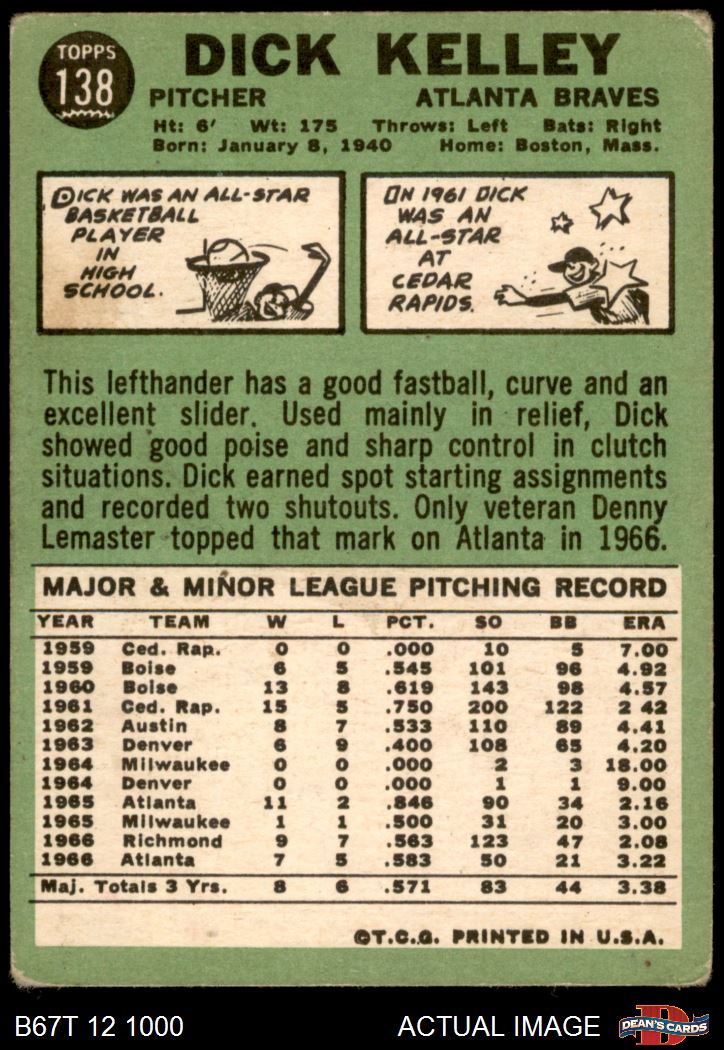 TOPPS
138
DICK KELLEY
PITCHER ATLANTA BRAVES
Ht: 6' Wt: 175 Throws: Left Bats: Right
Born: January 8, 1940 Home: Boston, Mass.
DICK WAS AN ALL-STAR
BASKETBALL
PLAYER
IN
HIGH
SCHOOL.
IN 1961 DICK
WAS AN
ALL-STAR
AT
CEDAR
RAPIDS.
This lefthander has a good fastball, curve and an
excellent slider. Used mainly in relief, Dick
showed good poise and sharp control in clutch
situations. Dick earned spot starting assignments
and recorded two shutouts. Only veteran Denny
Lemaster topped that mark on Atlanta in 1966.
MAJOR & MINOR LEAGUE PITCHING RECORD
YEAR TEAM W L PCT. SO BB ERA
1959 Ced. Rap. 0 0 .000 10 5 7.00
1959 Boise 6 5 .545 101 96 4.92
1960 Boise 13 8 .619 143 98 4.57
1961 Ced. Rap. 15 5 .750 200 122 2 42
1962 Austin 8 7 .533 110 89 4.41
1963 Denver 6 9 .400 108 65 4.20
1964 Milwaukee 0 0 .000 2 3 18.00
1964 Denver 0 0 .000 1 1 9.00
1965 Atlanta 11 2 .846 90 34 2.16
1965 Milwaukee 1 1 .500 31 20 3.00
1966 Richmond 9 7 .563 123 47 2.08
1966 Atlanta 7 5 .583 50 21 3.22
Maj. Totals 3 Yrs. 8 6 .571 83 44 3.38
©T.C.G. PRINTED IN U.S.A.
B67T 12 1000 ACTUAL IMAGE
DEAN'S CARDS